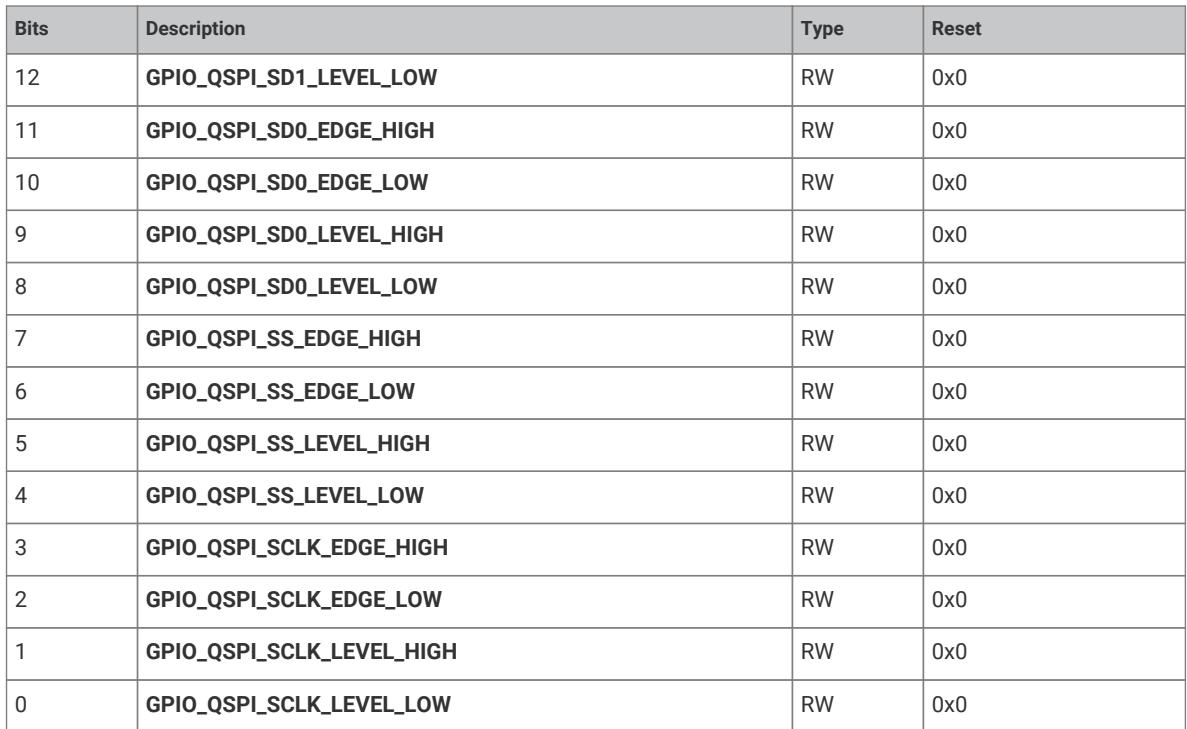 Bits Description Type Reset
12 GPIO_QSPI_SD1_LEVEL_LOW RW 0x0
11 GPIO_QSPI_SD0_EDGE_HIGH RW 0x0
10 GPIO_QSPI_SD0_EDGE_LOW RW 0x0
9 GPIO_QSPI_SD0_LEVEL_HIGH RW 0x0
8 GPIO_QSPI_SD0_LEVEL_LOW RW 0x0
7 GPIO_QSPI_SS_EDGE_HIGH RW 0x0
6 GPIO_QSPI_SS_EDGE_LOW RW 0x0
5 GPIO_QSPI_SS_LEVEL_HIGH RW 0x0
4 GPIO_QSPI_SS_LEVEL_LOW RW 0x0
3 GPIO_QSPI_SCLK_EDGE_HIGH RW 0x0
2 GPIO_QSPI_SCLK_EDGE_LOW RW 0x0
1 GPIO_QSPI_SCLK_LEVEL_HIGH RW 0x0
0 GPIO_QSPI_SCLK_LEVEL_LOW RW 0x0